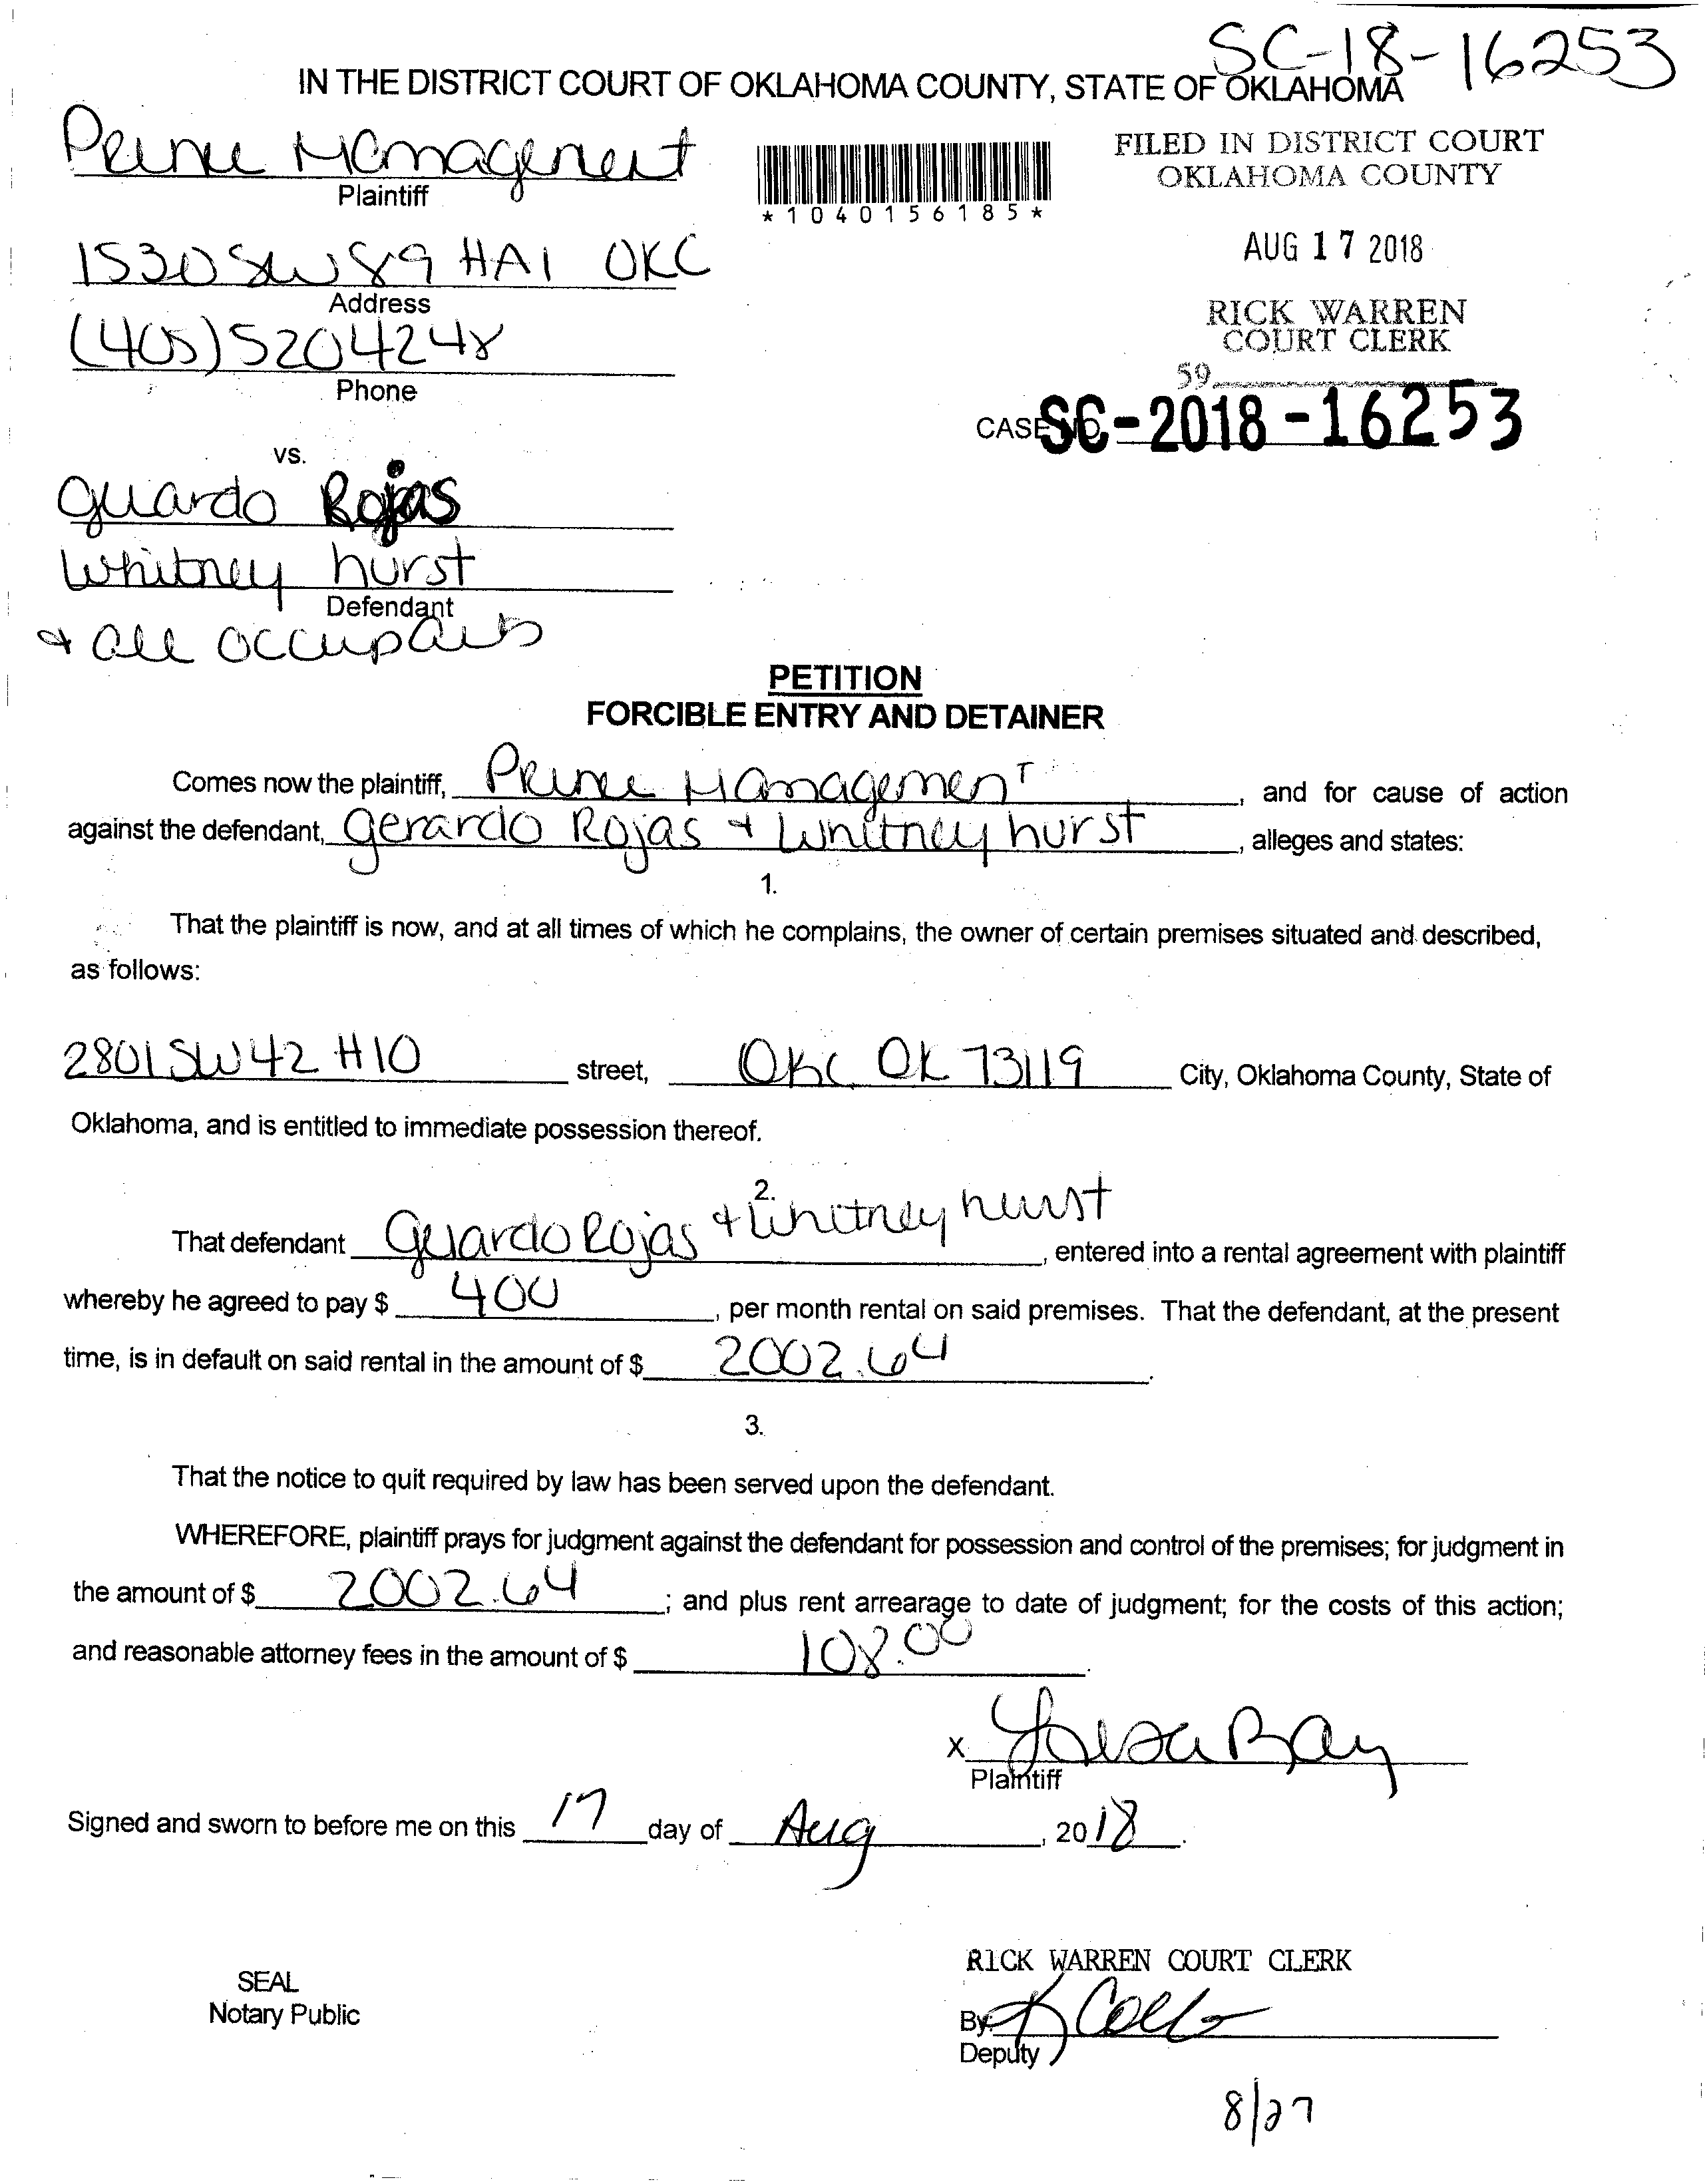 SC-18-16253
IN THE DISTRICT COURT OF OKLAHOMA COUNTY, STATE OF OKLAHOMA
Prince Management
Plaintiff
*1040156185*
FILED IN DISTRICT COURT
OKLAHOMA COUNTY
AUG 17 2018
1530 SW 89 #A1 OKC
Address
RICK WARREN
COURT CLERK
(405) 5204248
Phone
59
CASE NO. SC-2018-16253
vs.
Gerardo Rojas
Whitney hurst
Defendant
+ all occupants
PETITION
FORCIBLE ENTRY AND DETAINER
Comes now the plaintiff, Prince Management, and for cause of action
against the defendant, Gerardo Rojas + Whitney hurst, alleges and states:
1.
That the plaintiff is now, and at all times of which he complains, the owner of certain premises situated and described,
as follows:
2801 SW 42 #10 street, OKC OK 73119 City, Oklahoma County, State of
Oklahoma, and is entitled to immediate possession thereof.
2.
That defendant Gerardo Rojas + Whitney hurst, entered into a rental agreement with plaintiff
whereby he agreed to pay $ 400, per month rental on said premises. That the defendant, at the present
time, is in default on said rental in the amount of $ 2002.64.
3.
That the notice to quit required by law has been served upon the defendant.
WHEREFORE, plaintiff prays for judgment against the defendant for possession and control of the premises; for judgment in
the amount of $ 2002.64; and plus rent arrearage to date of judgment; for the costs of this action;
and reasonable attorney fees in the amount of $ 108.00.
X Lisa Bay
Plaintiff
Signed and sworn to before me on this 17 day of Aug, 2018.
RICK WARREN COURT CLERK
SEAL
Notary Public
By:
Deputy
8/27